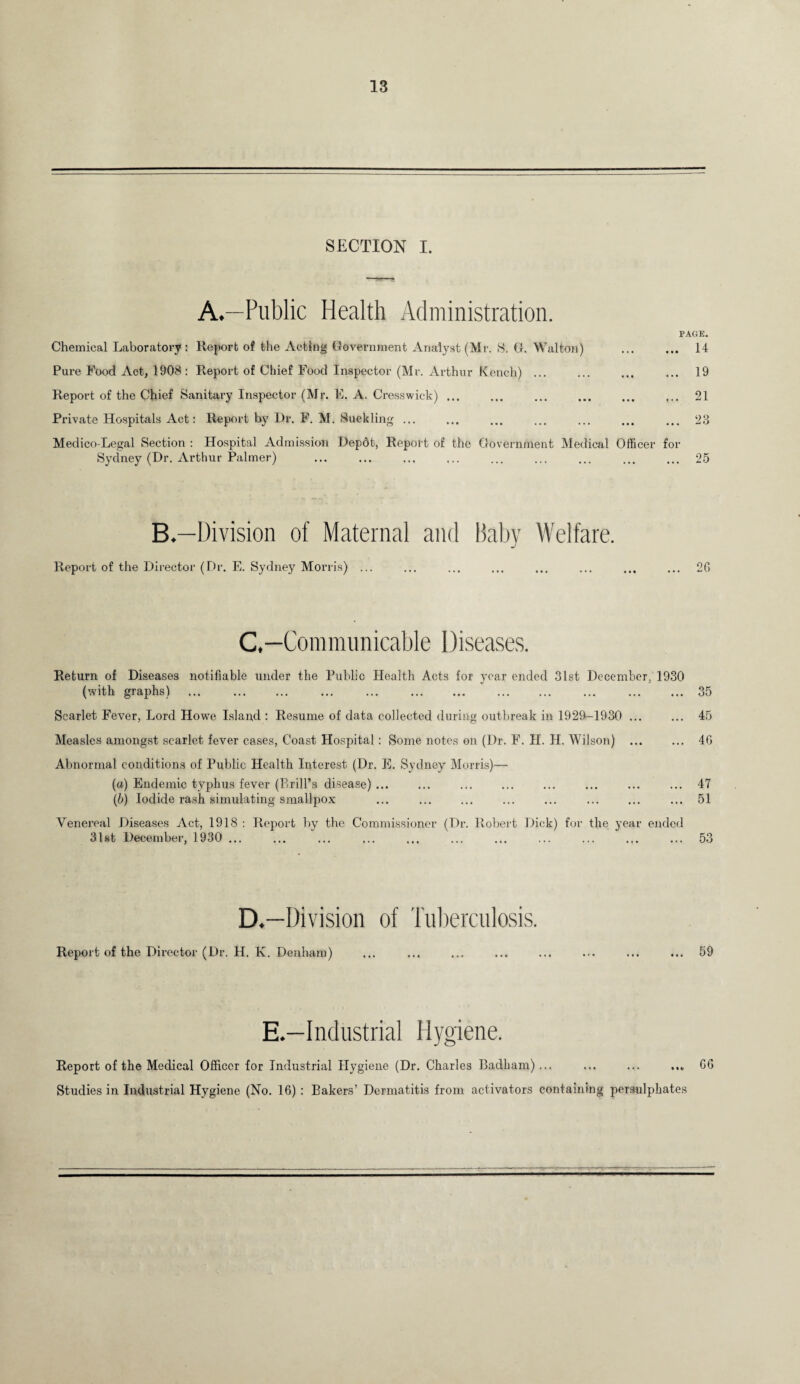 13
SECTION I.
A.—Public Health Administration.
PAGE.
Chemical Laboratory : Report of the Acting Government Analyst (Mr. S. G. Walton) ... ... 14
Pure Food Act, 1908 : Report of Chief Food Inspector (Mr. Arthur Kench) ... ... ... ... 19
Report of the Chief Sanitary Inspector (Mr. E. A. Cresswick) ... ... ... ... ... ... 21
Private Hospitals Act : Report by Dr. F. M. Suckling ... ... ... ... ... ... ... 23
Medico-Legal Section : Hospital Admission Depôt, Report of the Government Medical Officer for
Sydney (Dr. Arthur Palmer) ... ... ... ... ... ... ... ... ... 25
B.—Division of Maternal and Baby Welfare.
Report of the Director (Dr. E. Sydney Morris) ... ... ... ... ... ... ... ... 26
C.—Communicable Diseases.
Return of Diseases notifiable under the Public Health Acts for year ended 31st December, 1930
(with graphs) ... ... ... ... ... ... ... ... ... ... ... ... 35
Scarlet Fever, Lord Howe Island : Resume of data collected during outbreak in 1929-1930 ... ... 45
Measles amongst scarlet fever cases, Coast Hospital : Some notes on (Dr. F. H. H. Wilson) ... ... 46
Abnormal conditions of Public Health Interest (Dr. E. Sydney Morris)—
(a) Endemic typhus fever (Brill's disease) ... ... ... ... ... ... ... ... 47
(b) Iodide rash simulating smallpox ... ... ... ... ... ... ... ... 51
Venereal Diseases Act, 1918 : Report by the Commissioner (Dr. Robert Dick) for the year ended
31st December, 1930 ... ... ... ... ... ... ... ... ... ... ... 53
D.—Division of Tuberculosis.
Report of the Director (Dr. H. K. Denham) ... ... ... ... ... ... ... ... 59
E.—Industrial Hygiene.
Report of the Medical Officer for Industrial Hygiene (Dr. Charles Badham) ... ... ... ... 66
Studies in Industrial Hygiene (No. 16) : Bakers' Dermatitis from activators containing persulphates